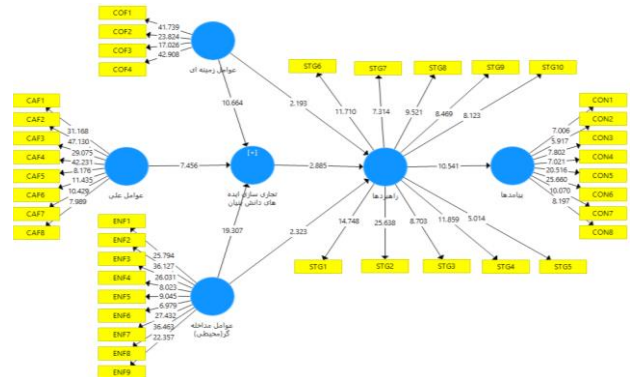 COF1
COF2
COF3
COF4
41.739
23.824
17.028
42.908
عوامل زمینه ای
10.664
2.193
STG6
STG7
STG8
STG9
STG10
11.710
7.314
9.521
8.469
8.123
CAF1
CAF2
CAF3
CAF4
CAF5
CAF6
CAF7
CAF8
31.168
47.130
29.075
42.231
8.176
11.435
10.429
7.989
عوامل علی
7.456
[+]
تجاری سازی ایده
های دانش بنیان
2.885
راهبردها
10.541
پیامدها
CON1
CON2
CON3
CON4
CON5
CON6
CON7
CON8
7.006
5.917
7.802
7.021
20.516
25.660
10.070
8.197
19.307
2.323
14.748
25.638
8.703
11.859
5.014
STG1
STG2
STG3
STG4
STG5
ENF1
ENF2
ENF3
ENF4
ENF5
ENF6
ENF7
ENF8
ENF9
25.794
36.127
26.031
8.023
9.045
6.979
27.432
36.463
22.357
عوامل مداخله
گر(محیطی)